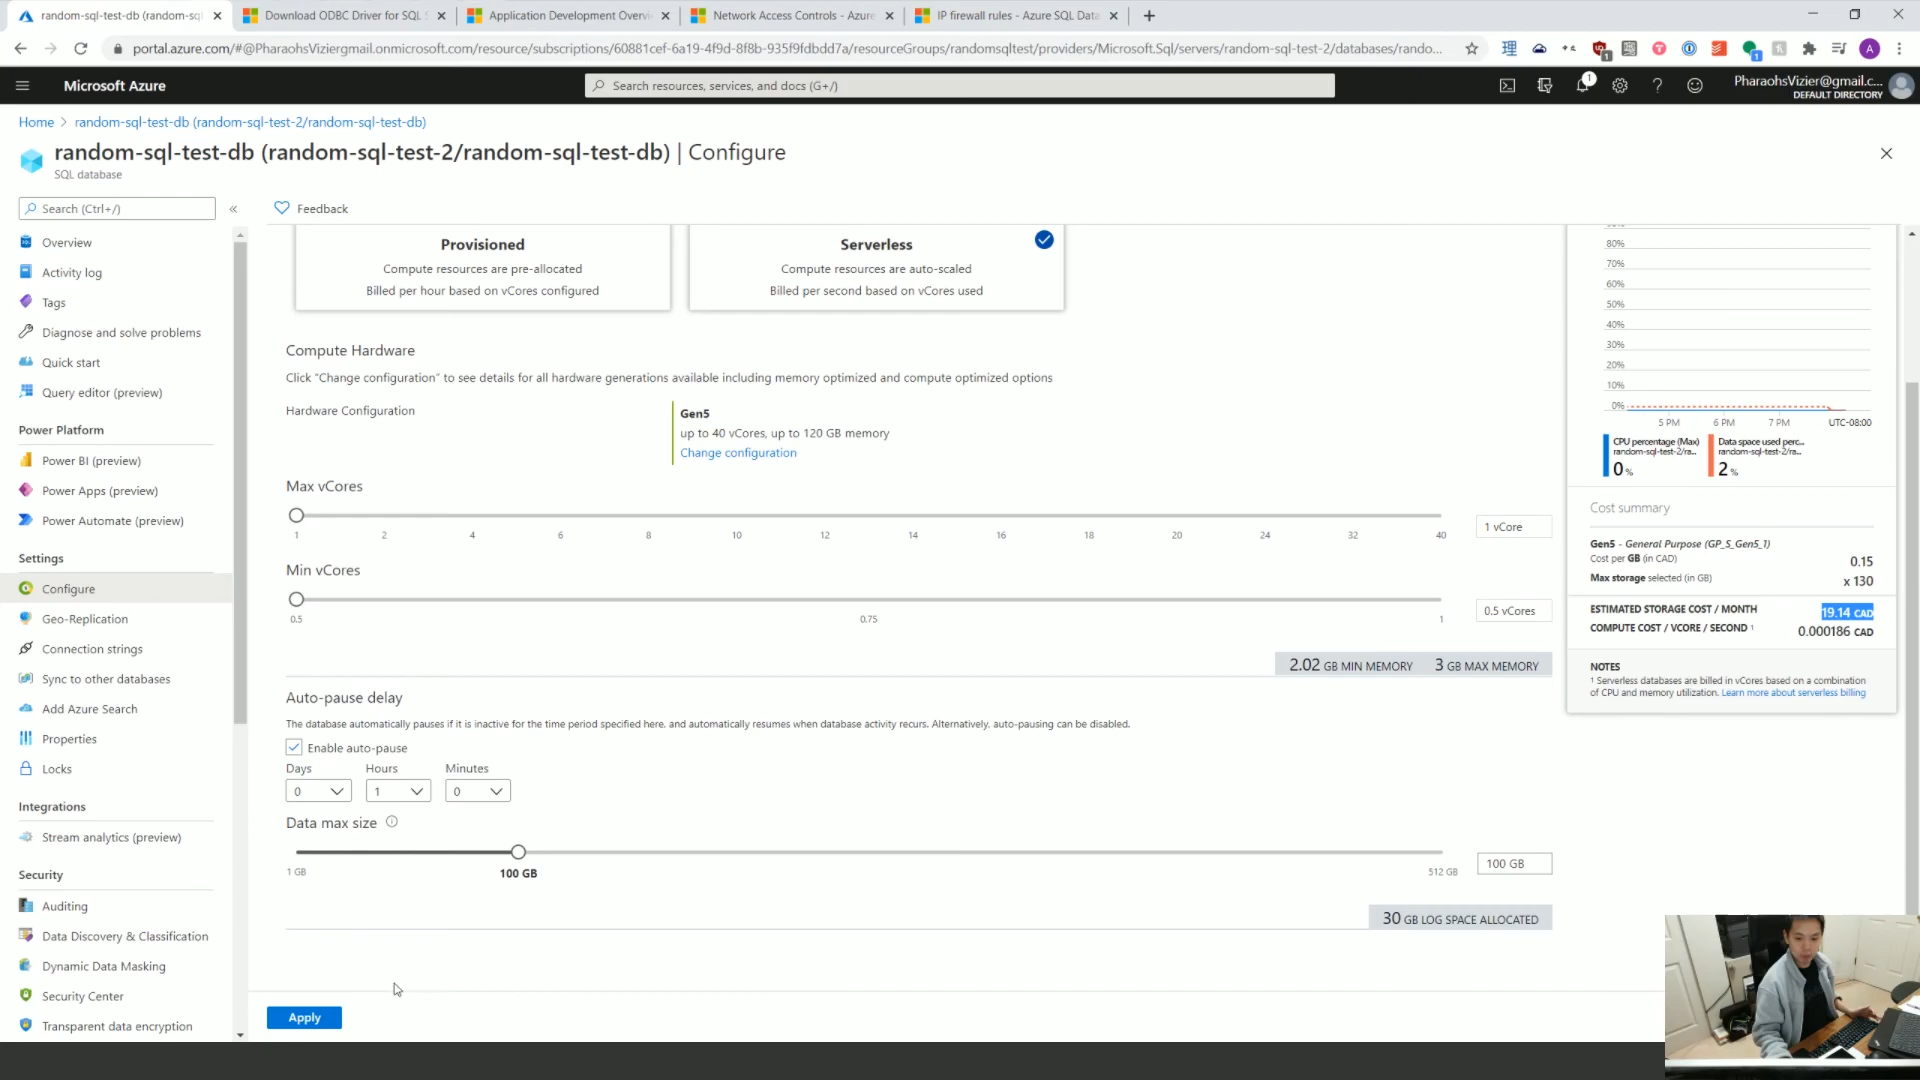 random-sql-test-db (random-sql
Download ODBC Driver for SQL S
Application Development Overvi
Network Access Controls - Azure
IP firewall rules - Azure SQL Data
portal.azure.com/#@PharaohsViziergmail.onmicrosoft.com/resource/subscriptions/60881cef-6a19-4f9d-8f8b-935f9fdbdd7a/resourceGroups/randomsqltest/providers/Microsoft.Sql/servers/random-sql-test-2/databases/rando...
Microsoft Azure
Search resources, services, and docs (G+/)
1
PharaohsVizier@gmail.c...
DEFAULT DIRECTORY
Home > random-sql-test-db (random-sql-test-2/random-sql-test-db)
random-sql-test-db (random-sql-test-2/random-sql-test-db) | Configure
SQL database
Search (Ctrl+/)
«
Overview
Activity log
Tags
Diagnose and solve problems
Quick start
Query editor (preview)
Power Platform
Power BI (preview)
Power Apps (preview)
Power Automate (preview)
Settings
Configure
Geo-Replication
Connection strings
Sync to other databases
Add Azure Search
Properties
Locks
Integrations
Stream analytics (preview)
Security
Auditing
Data Discovery & Classification
Dynamic Data Masking
Security Center
Transparent data encryption
Feedback
Provisioned
Compute resources are pre-allocated
Billed per hour based on vCores configured
Serverless
Compute resources are auto-scaled
Billed per second based on vCores used
Compute Hardware
Click "Change configuration" to see details for all hardware generations available including memory optimized and compute optimized options
Hardware Configuration
Gen5
up to 40 vCores, up to 120 GB memory
Change configuration
Max vCores
1 2 4 6 8 10 12 14 16 18 20 24 32 40
1 vCore
Min vCores
0.5 0.75 1
0.5 vCores
2.02 GB MIN MEMORY 3 GB MAX MEMORY
Auto-pause delay
The database automatically pauses if it is inactive for the time period specified here, and automatically resumes when database activity recurs. Alternatively, auto-pausing can be disabled.
Enable auto-pause
Days Hours Minutes
0 1 0
Data max size
1 GB 100 GB 512 GB
100 GB
30 GB LOG SPACE ALLOCATED
Apply
80%
70%
60%
50%
40%
30%
20%
10%
0%
5 PM 6 PM 7 PM UTC-08:00
CPU percentage (Max)
random-sql-test-2/ra...
0 %
Data space used perc...
random-sql-test-2/ra...
2 %
Cost summary
Gen5 - General Purpose (GP_S_Gen5_1)
Cost per GB (in CAD) 0.15
Max storage selected (in GB) x 130
ESTIMATED STORAGE COST / MONTH 19.14 CAD
COMPUTE COST / VCORE / SECOND ¹ 0.000186 CAD
NOTES
¹ Serverless databases are billed in vCores based on a combination
of CPU and memory utilization. Learn more about serverless billing